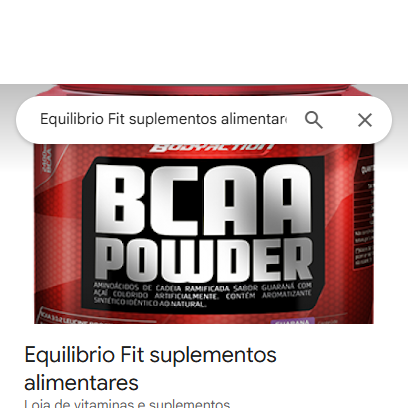 Equilibrio Fit suplementos alimentare
BODYACTION
BCAA
POWDER
AMINOÁCIDOS DE CADEIA RAMIFICADA SABOR GUARANÁ COM
AÇAÍ COLORIDO ARTIFICIALMENTE. CONTÉM AROMATIZANTE
SINTÉTICO IDÊNTICO AO NATURAL.
GUARANÁ
Equilibrio Fit suplementos
alimentares
Loja de vitaminas e suplementos